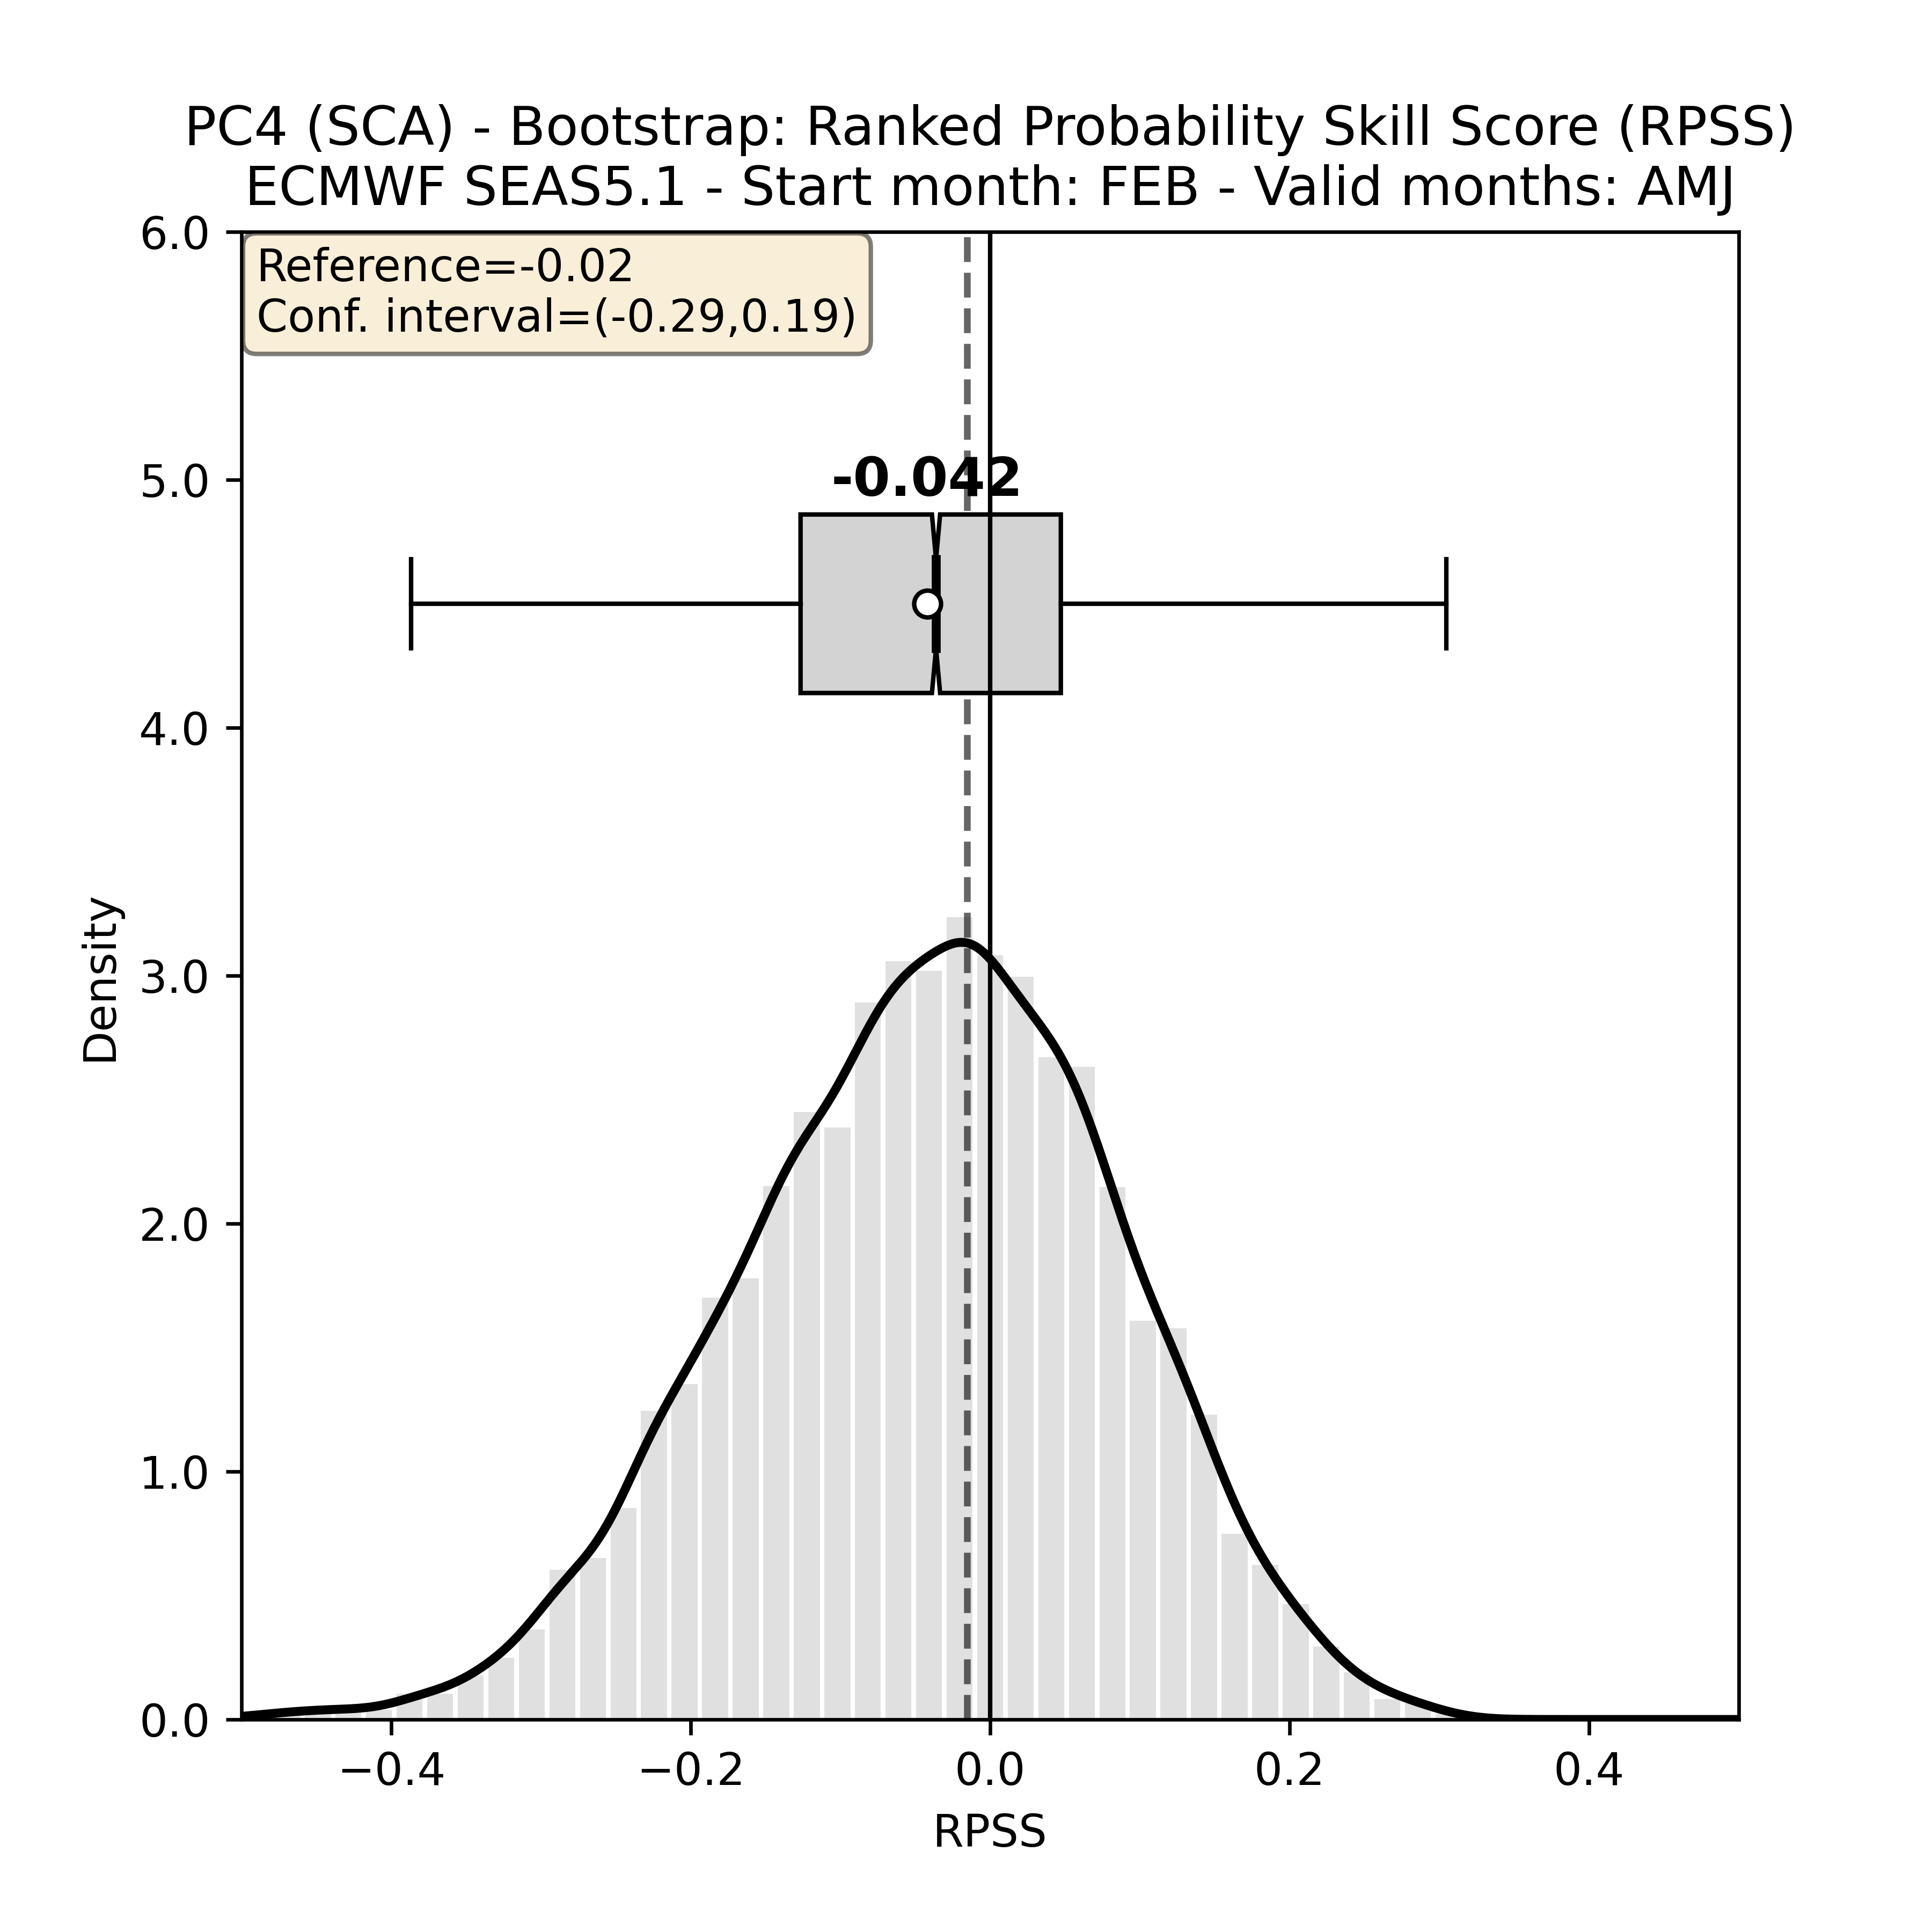 PC4 (SCA) - Bootstrap: Ranked Probability Skill Score (RPSS)
ECMWF SEAS5.1 - Start month: FEB - Valid months: AMJ
Reference=-0.02
Conf. interval=(-0.29,0.19)
-0.042
6.0
5.0
4.0
3.0
2.0
1.0
0.0
Density
−0.4
−0.2
0.0
0.2
0.4
RPSS